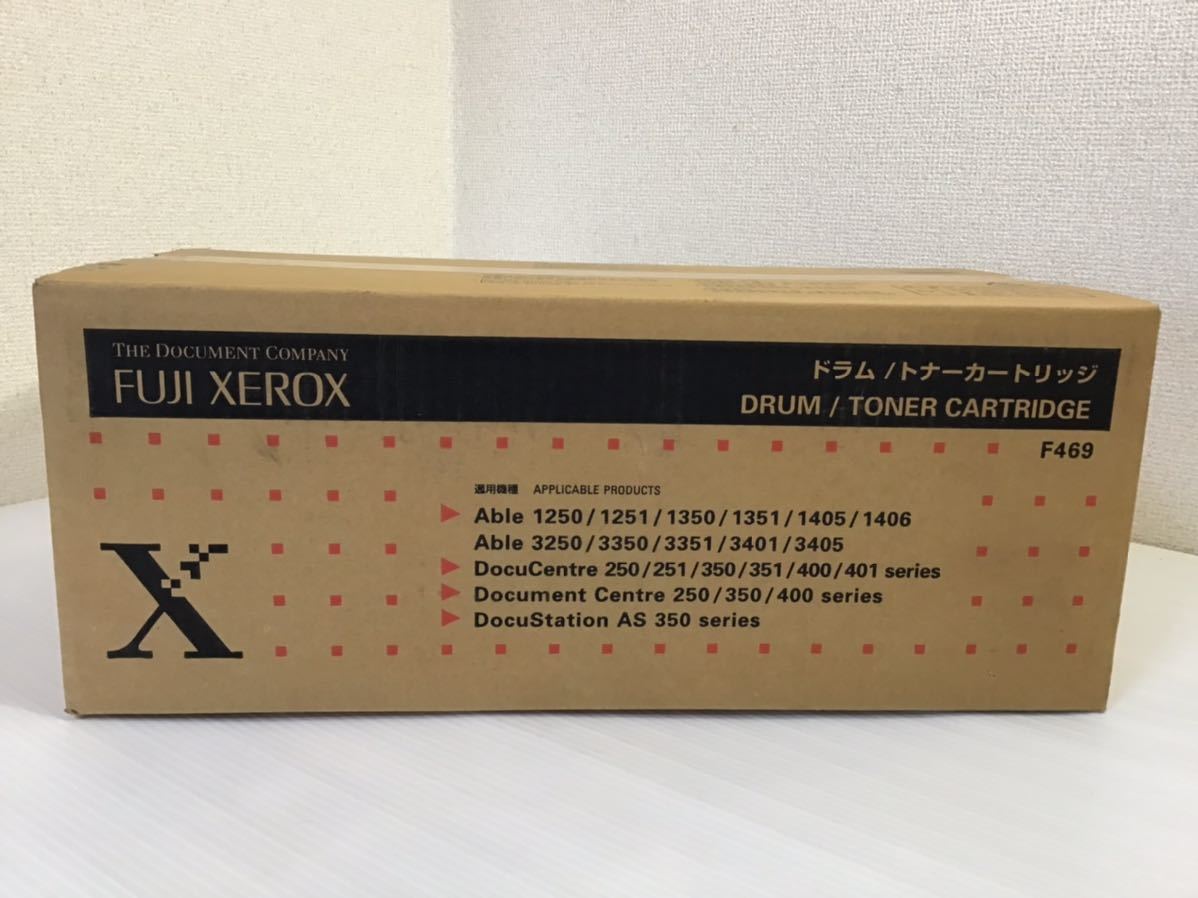 THE DOCUMENT COMPANY
FUJI XEROX
ドラム / トナーカートリッジ
DRUM / TONER CARTRIDGE
F469
適用機種 APPLICABLE PRODUCTS
Able 1250/1251/1350/1351/1405/1406
Able 3250/3350/3351/3401/3405
DocuCentre 250/251/350/351/400/401 series
Document Centre 250/350/400 series
DocuStation AS 350 series
X